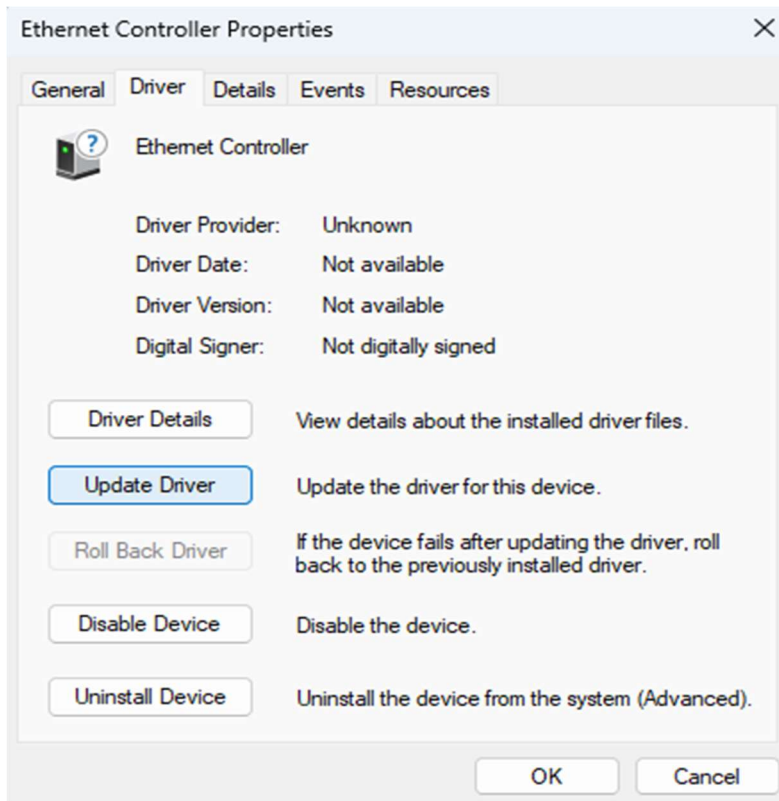 Ethernet Controller Properties
General Driver Details Events Resources
?
Ethernet Controller
Driver Provider: Unknown
Driver Date: Not available
Driver Version: Not available
Digital Signer: Not digitally signed
Driver Details View details about the installed driver files.
Update Driver Update the driver for this device.
Roll Back Driver If the device fails after updating the driver, roll
back to the previously installed driver.
Disable Device Disable the device.
Uninstall Device Uninstall the device from the system (Advanced).
OK Cancel